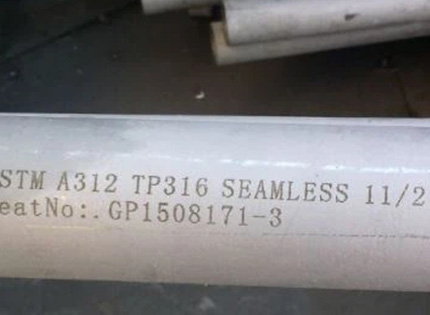 STM A312 TP316 SEAMLESS 11/2
eatNo:.GP1508171-3